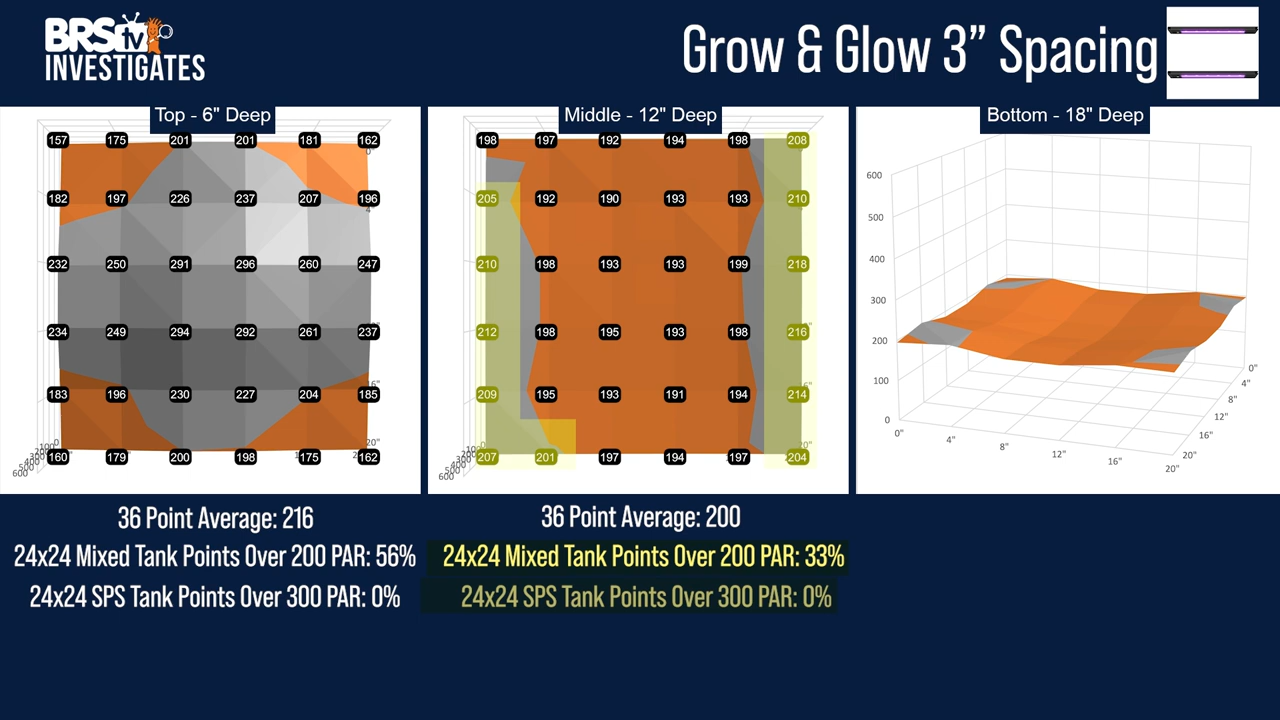 BRS tv
INVESTIGATES
Grow & Glow 3” Spacing
Top - 6" Deep
157 175 201 201 181 162
182 197 226 237 207 196
4"
232 250 291 296 260 247
234 249 294 292 261 237
16"
183 196 230 227 204 185
20"
160 179 200 198 175 162
600
Middle - 12" Deep
198 197 192 194 198 208
205 192 190 193 193 210
210 198 193 193 199 218
212 198 195 193 198 216
209 195 193 191 194 214
207 201 197 194 197 204
600
Bottom - 18" Deep
600
500
400
300
200
100
0
0" 4" 8" 12" 16" 20"
0"
4"
8"
12"
16"
20"
36 Point Average: 216
24x24 Mixed Tank Points Over 200 PAR: 56%
24x24 SPS Tank Points Over 300 PAR: 0%
36 Point Average: 200
24x24 Mixed Tank Points Over 200 PAR: 33%
24x24 SPS Tank Points Over 300 PAR: 0%